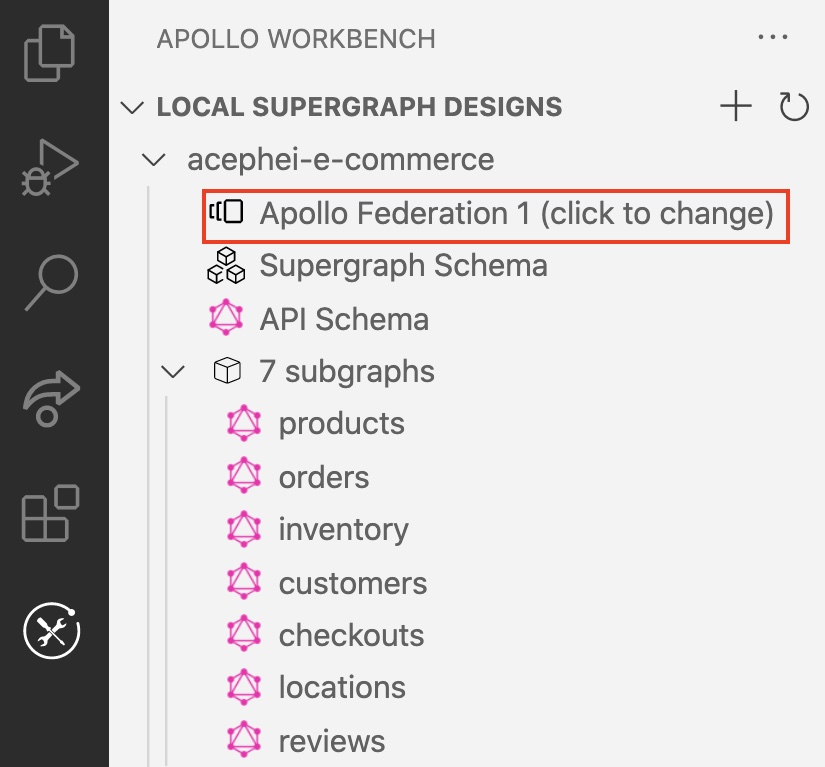 APOLLO WORKBENCH
LOCAL SUPERGRAPH DESIGNS
acephei-e-commerce
Apollo Federation 1 (click to change)
Supergraph Schema
API Schema
7 subgraphs
products
orders
inventory
customers
checkouts
locations
reviews